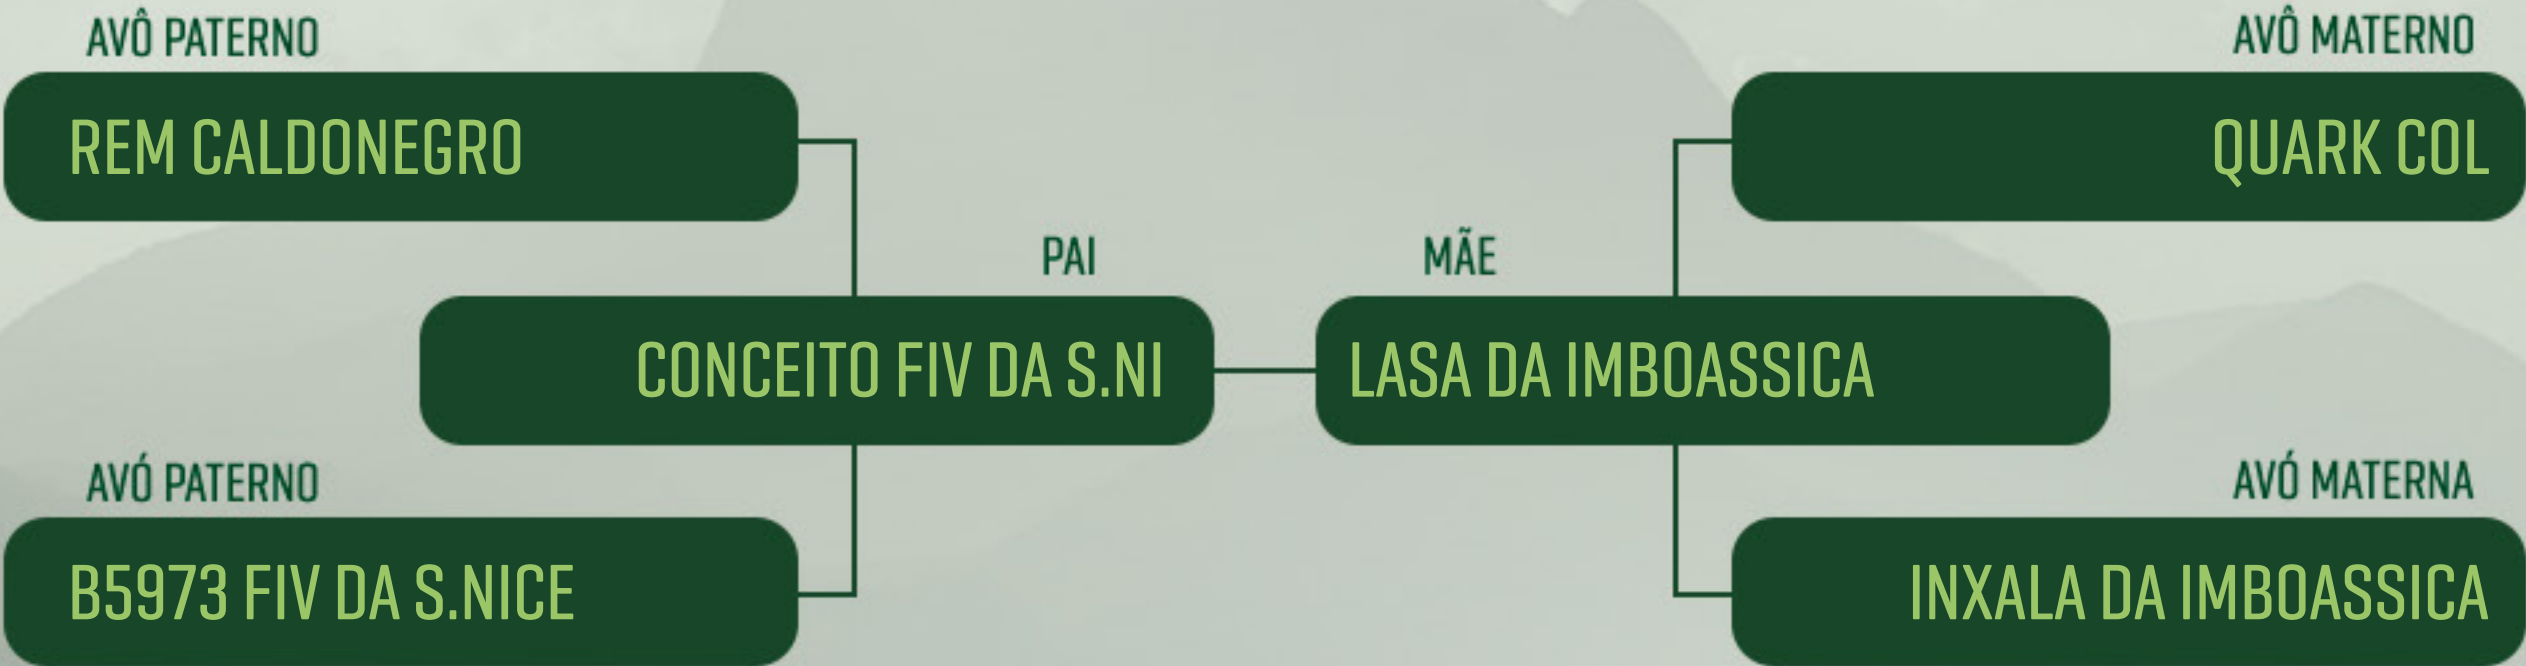 AVÔ PATERNO
AVÔ MATERNO
REM CALDONEGRO
QUARK COL
PAI
MÃE
CONCEITO FIV DA S.NI
LASA DA IMBOASSICA
AVÓ PATERNO
AVÓ MATERNA
B5973 FIV DA S.NICE
INXALA DA IMBOASSICA